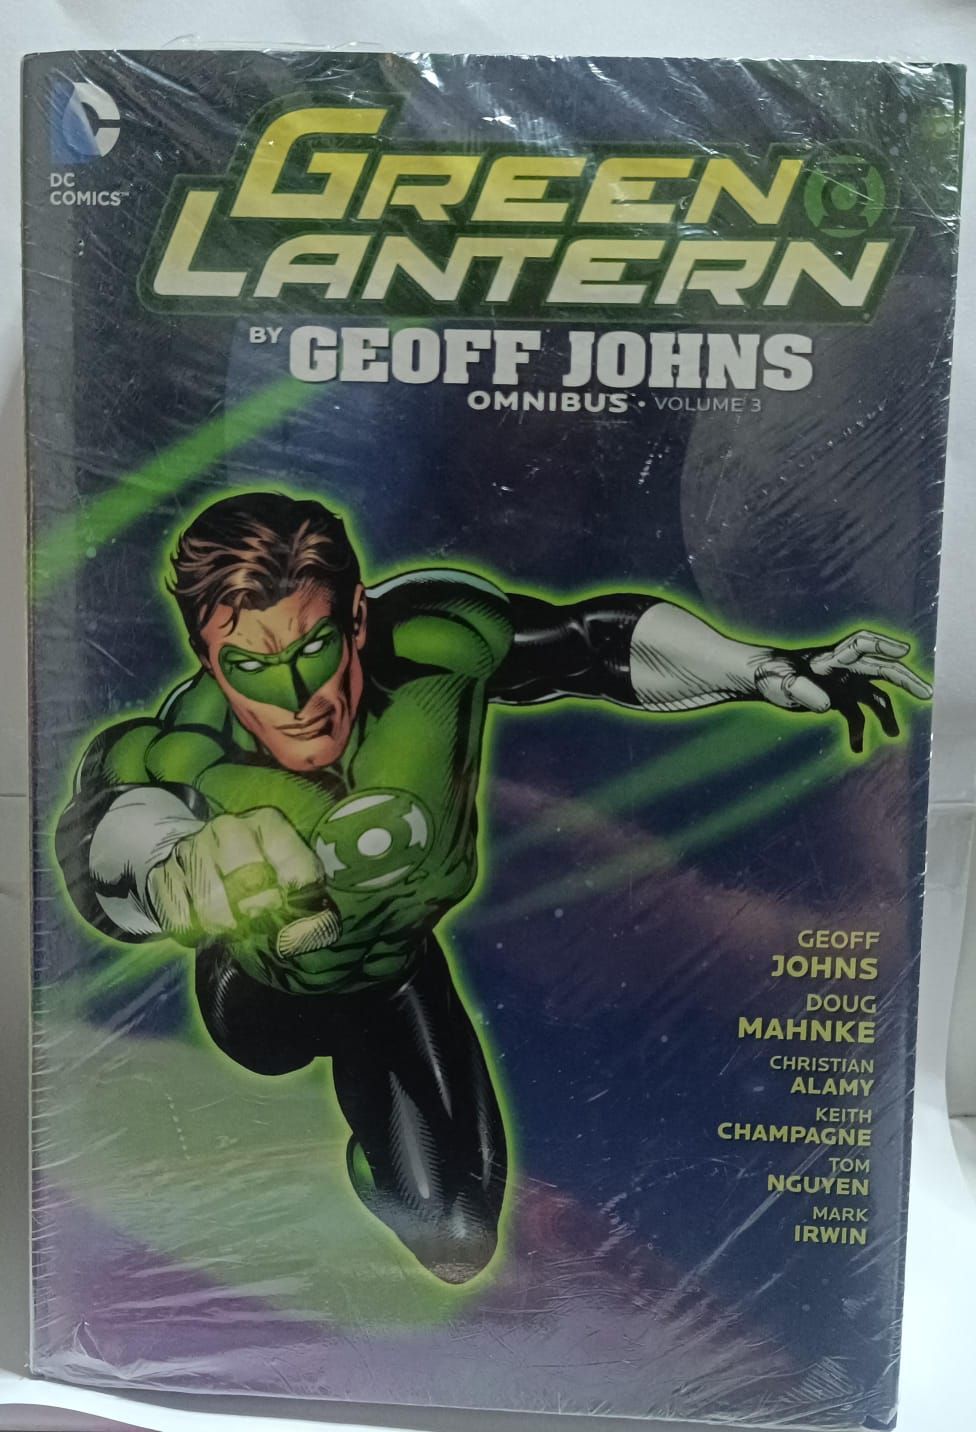 DC
COMICS™
GREEN
LANTERN
BY GEOFF JOHNS
OMNIBUS • VOLUME 3
GEOFF
JOHNS
DOUG
MAHNKE
CHRISTIAN
ALAMY
KEITH
CHAMPAGNE
TOM
NGUYEN
MARK
IRWIN